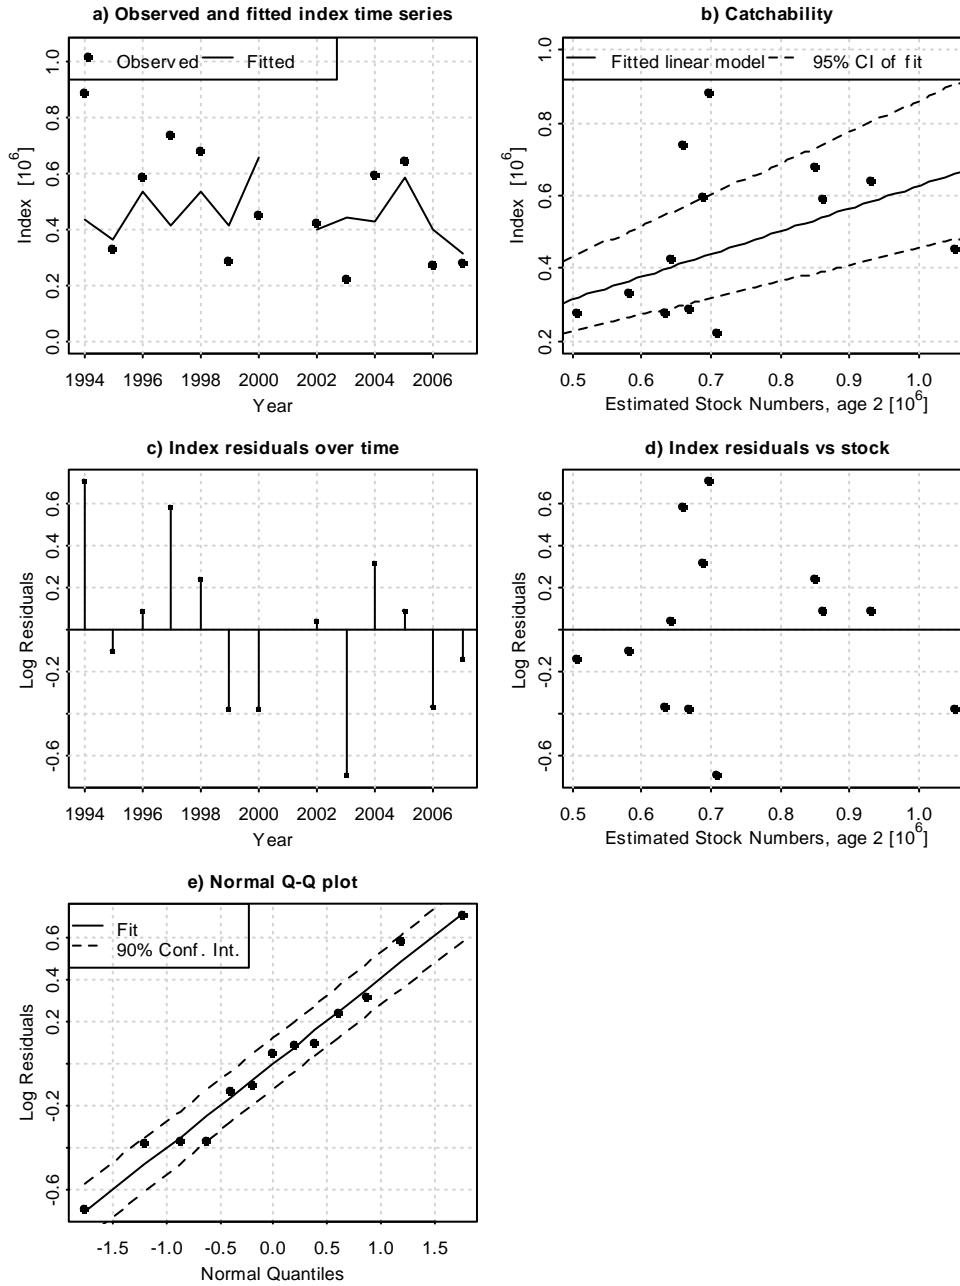 a) Observed and fitted index time series
Observed Fitted
Index [10^6]
0.0 0.2 0.4 0.6 0.8 1.0
1994 1996 1998 2000 2002 2004 2006
Year
b) Catchability
Fitted linear model 95% CI of fit
Index [10^6]
0.2 0.4 0.6 0.8 1.0
0.5 0.6 0.7 0.8 0.9 1.0
Estimated Stock Numbers, age 2 [10^6]
c) Index residuals over time
Log Residuals
-0.6 -0.2 0.2 0.4 0.6
1994 1996 1998 2000 2002 2004 2006
Year
d) Index residuals vs stock
Log Residuals
-0.6 -0.2 0.2 0.4 0.6
0.5 0.6 0.7 0.8 0.9 1.0
Estimated Stock Numbers, age 2 [10^6]
e) Normal Q-Q plot
Fit
90% Conf. Int.
Log Residuals
-0.6 -0.2 0.2 0.4 0.6
-1.5 -1.0 -0.5 0.0 0.5 1.0 1.5
Normal Quantiles